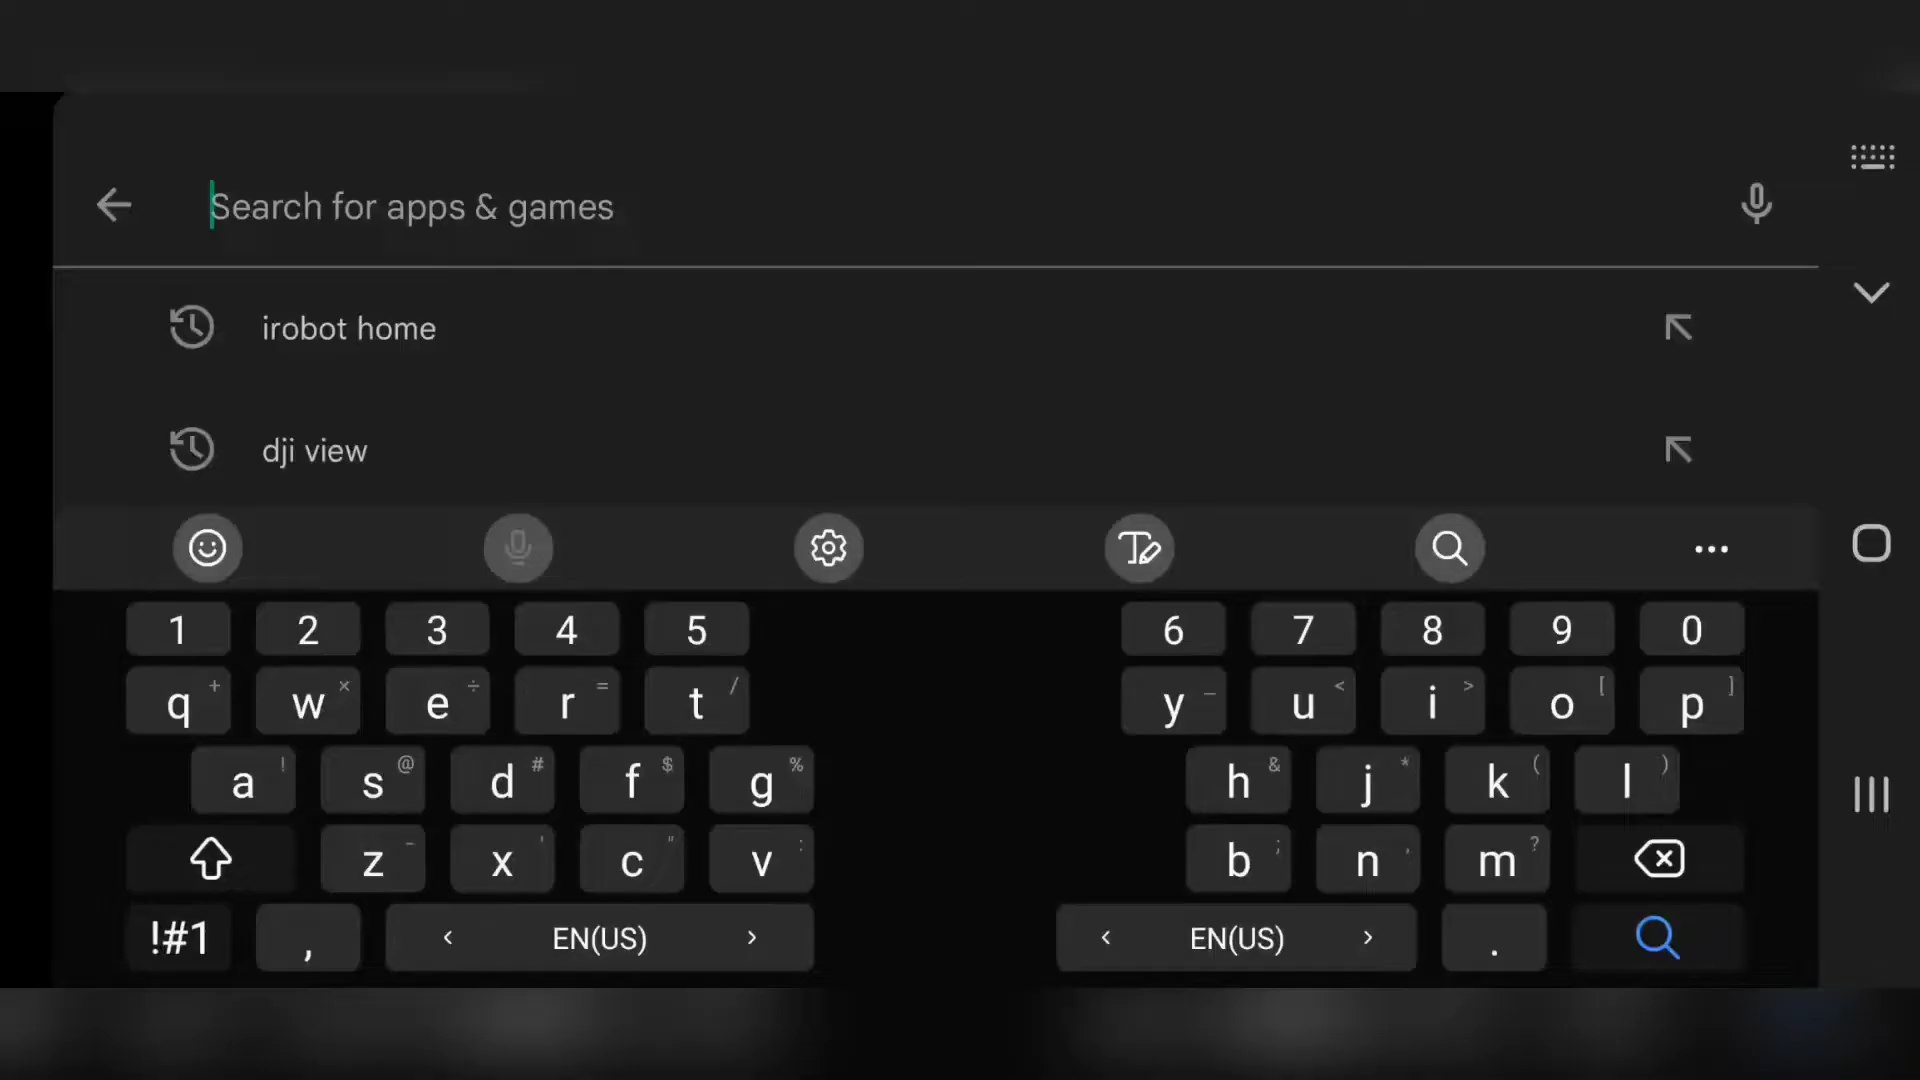 Search for apps & games
irobot home
dji view
1 2 3 4 5 6 7 8 9 0
q + w × e ÷ r = t / y _ u < i > o [ p ]
a ! s @ d # f $ g % h & j * k ( l )
z - x ' c " v : b ; n , m ?
!#1 , < EN(US) > < EN(US) > .